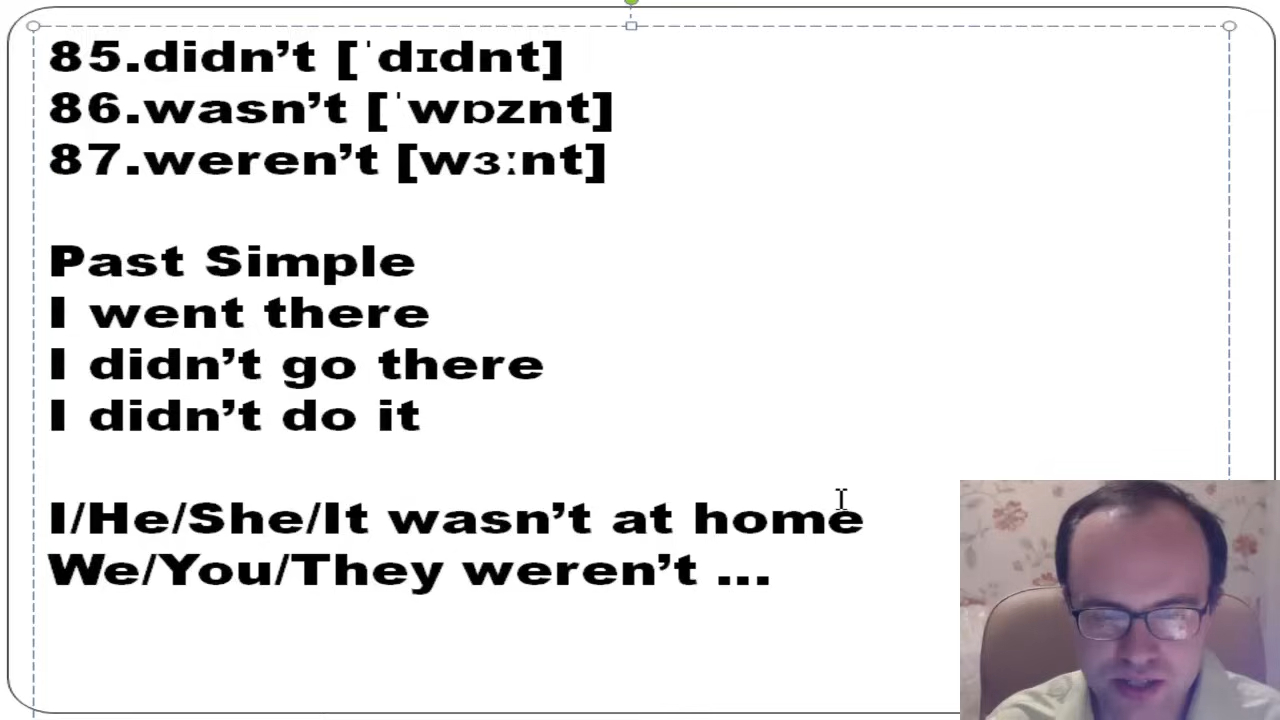 85.didn’t [ˈdɪdnt]
86.wasn’t [ˈwɒznt]
87.weren’t [wɜːnt]
Past Simple
I went there
I didn’t go there
I didn’t do it
I/He/She/It wasn’t at home
We/You/They weren’t ...